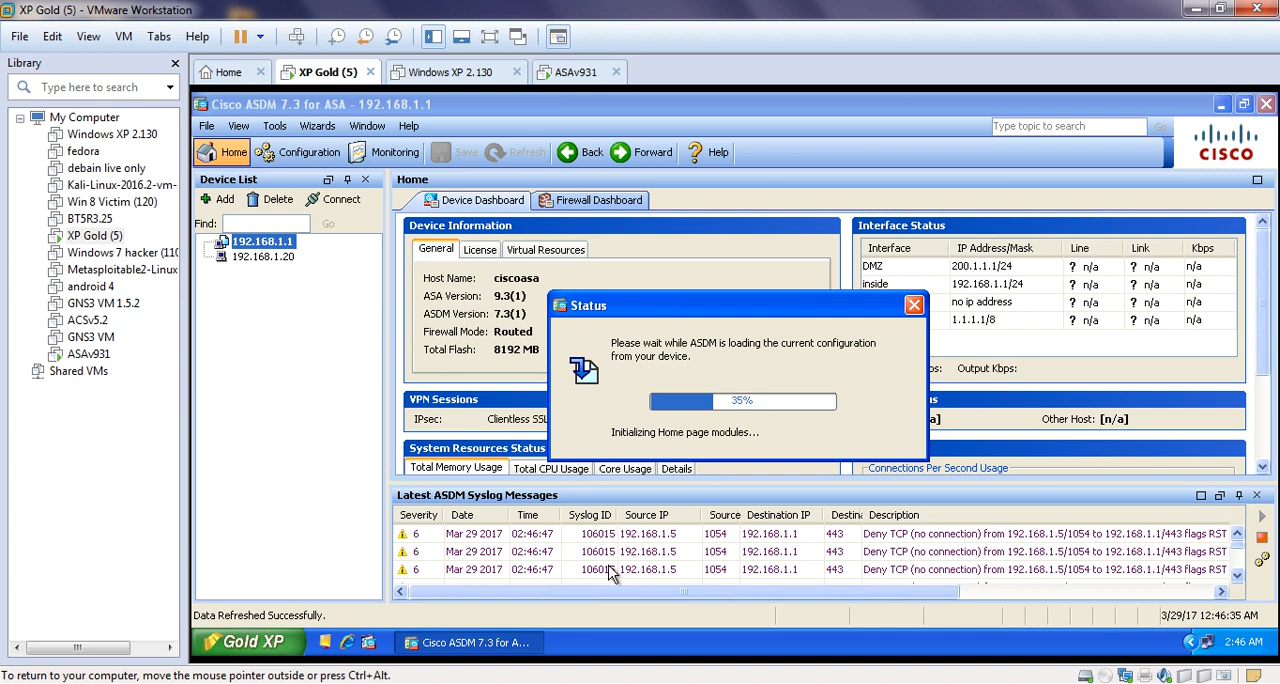 XP Gold (5) - VMware Workstation
File Edit View VM Tabs Help
Library
Type here to search
My Computer
Windows XP 2.130
fedora
debain live only
Kali-Linux-2016.2-vm-
Win 8 Victim (120)
BT5R3.25
XP Gold (5)
Windows 7 hacker (110
Metasploitable2-Linux
android 4
GNS3 VM 1.5.2
ACSv5.2
GNS3 VM
ASAv931
Shared VMs
Home XP Gold (5) Windows XP 2.130 ASAv931
Cisco ASDM 7.3 for ASA - 192.168.1.1
File View Tools Wizards Window Help
Type topic to search Go
CISCO
Home Configuration Monitoring Save Refresh Back Forward Help
Device List
Add Delete Connect
Find: Go
192.168.1.1
192.168.1.20
Home
Device Dashboard Firewall Dashboard
Device Information
General License Virtual Resources
Host Name: ciscoasa
ASA Version: 9.3(1)
ASDM Version: 7.3(1)
Firewall Mode: Routed
Total Flash: 8192 MB
Interface Status
Interface IP Address/Mask Line Link Kbps
DMZ 200.1.1.1/24 ? n/a ? n/a n/a
inside 192.168.1.1/24 ? n/a ? n/a n/a
no ip address ? n/a ? n/a n/a
1.1.1.1/8 ? n/a ? n/a n/a
Output Kbps:
Status
Please wait while ASDM is loading the current configuration
from your device.
35%
Initializing Home page modules...
VPN Sessions
IPsec: Clientless SSL
Other Host: [n/a]
System Resources Status
Total Memory Usage Total CPU Usage Core Usage Details
Connections Per Second Usage
Latest ASDM Syslog Messages
Severity Date Time Syslog ID Source IP Source Destination IP Destina Description
6 Mar 29 2017 02:46:47 106015 192.168.1.5 1054 192.168.1.1 443 Deny TCP (no connection) from 192.168.1.5/1054 to 192.168.1.1/443 flags RST
6 Mar 29 2017 02:46:47 106015 192.168.1.5 1054 192.168.1.1 443 Deny TCP (no connection) from 192.168.1.5/1054 to 192.168.1.1/443 flags RST
6 Mar 29 2017 02:46:47 106015 192.168.1.5 1054 192.168.1.1 443 Deny TCP (no connection) from 192.168.1.5/1054 to 192.168.1.1/443 flags RST
Data Refreshed Successfully.
3/29/17 12:46:35 AM
Gold XP
Cisco ASDM 7.3 for A...
2:46 AM
To return to your computer, move the mouse pointer outside or press Ctrl+Alt.